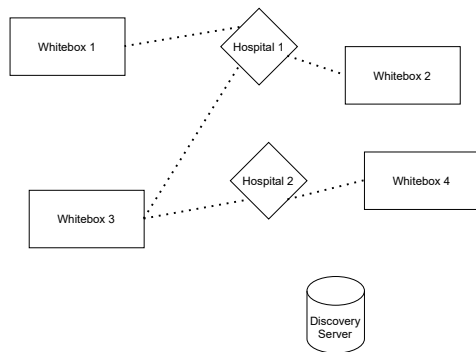 Whitebox 1
Hospital 1
Whitebox 2
Hospital 2
Whitebox 4
Whitebox 3
Discovery
Server